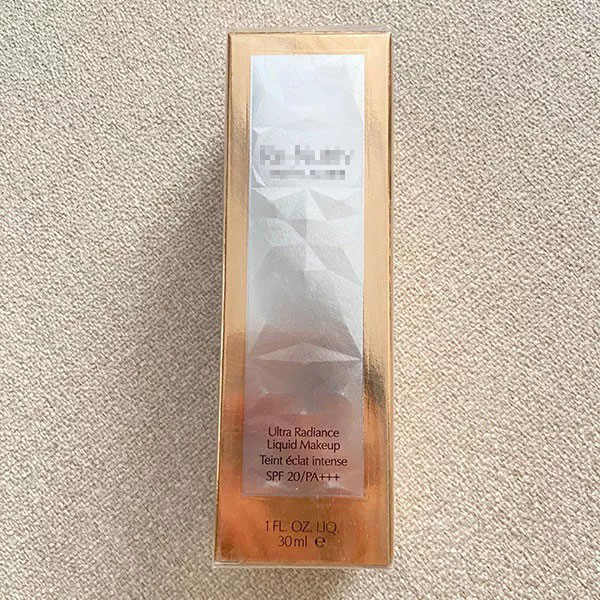 Ultra Radiance
Liquid Makeup
Teint éclat intense
SPF 20/PA+++
1 FL. OZ. LIQ.
30ml e